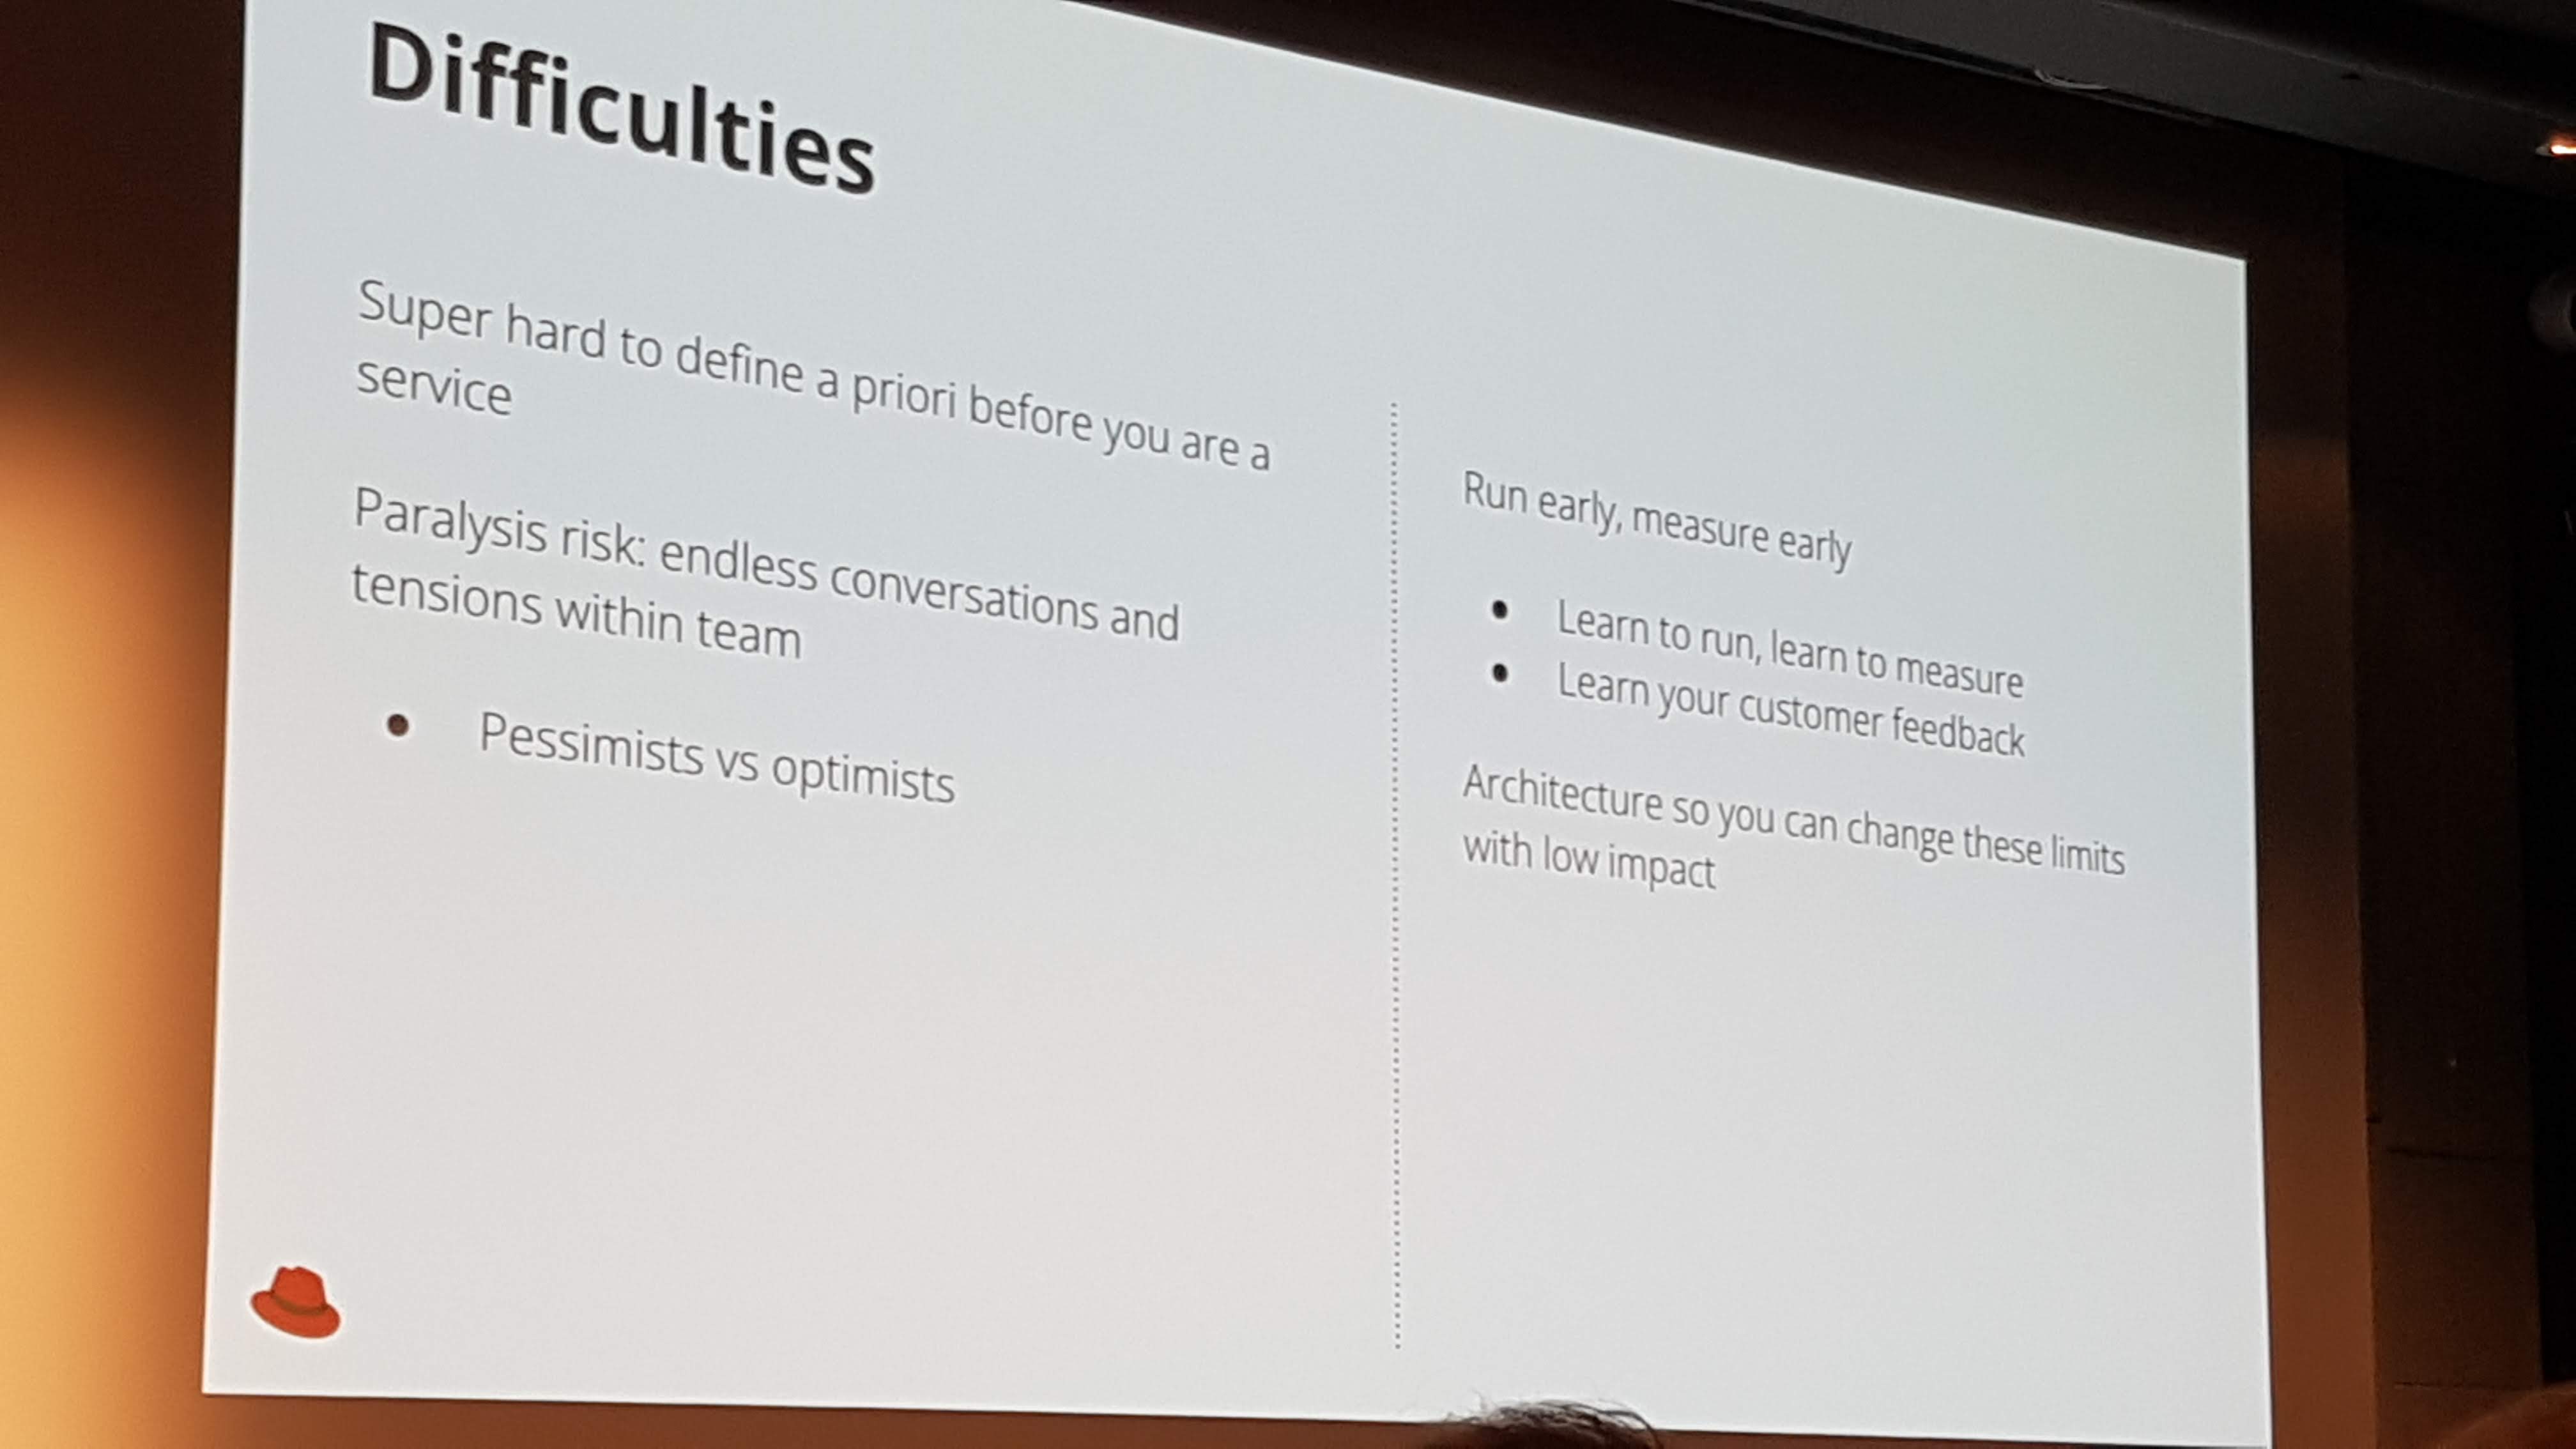 Difficulties
Super hard to define a priori before you are a
service
Paralysis risk: endless conversations and
tensions within team
• Pessimists vs optimists
Run early, measure early
• Learn to run, learn to measure
• Learn your customer feedback
Architecture so you can change these limits
with low impact